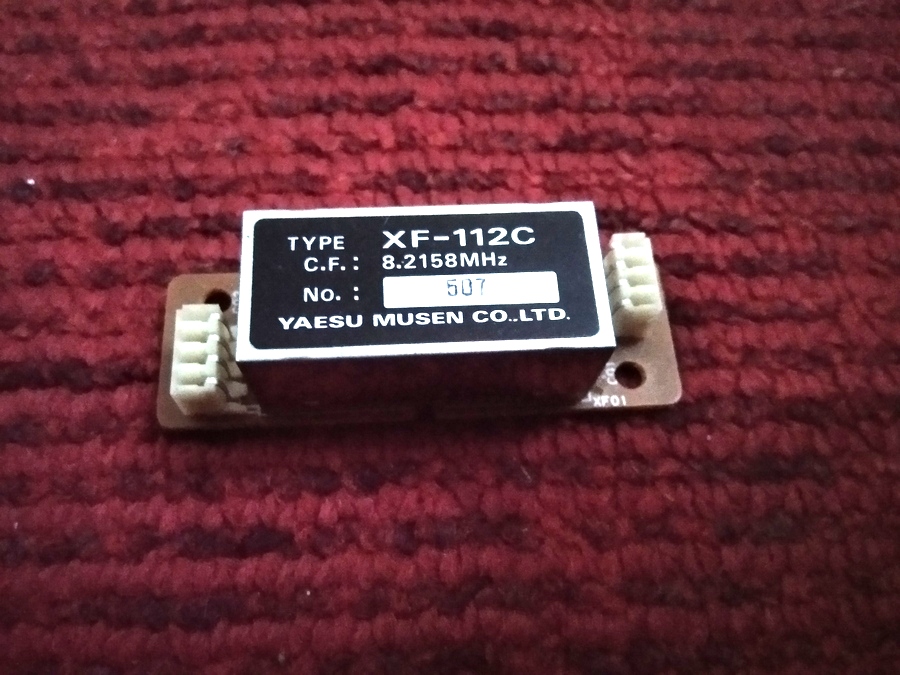 TYPE XF-112C
C.F.: 8.2158MHz
No. : 507
YAESU MUSEN CO.,LTD.
XF01